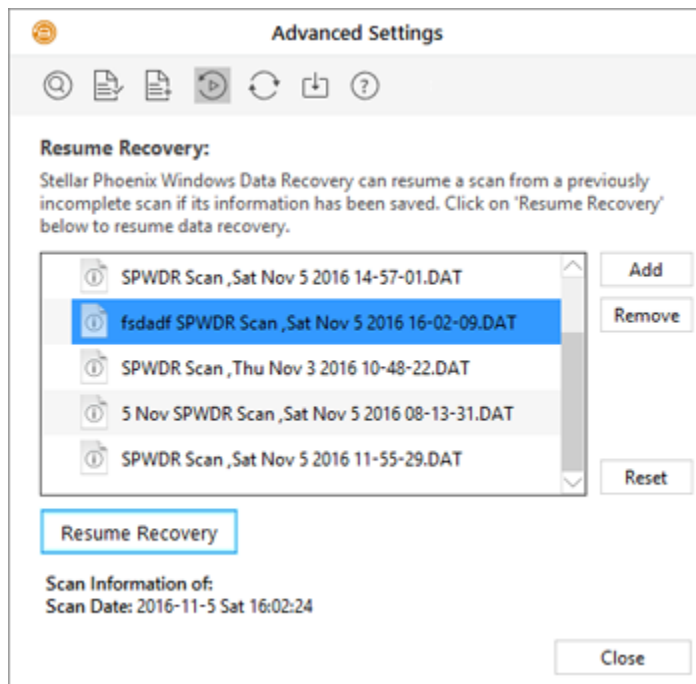 Advanced Settings
Resume Recovery:
Stellar Phoenix Windows Data Recovery can resume a scan from a previously
incomplete scan if its information has been saved. Click on 'Resume Recovery'
below to resume data recovery.
SPWDR Scan ,Sat Nov 5 2016 14-57-01.DAT
Add
fsdadf SPWDR Scan ,Sat Nov 5 2016 16-02-09.DAT
Remove
SPWDR Scan ,Thu Nov 3 2016 10-48-22.DAT
5 Nov SPWDR Scan ,Sat Nov 5 2016 08-13-31.DAT
SPWDR Scan ,Sat Nov 5 2016 11-55-29.DAT
Reset
Resume Recovery
Scan Information of:
Scan Date: 2016-11-5 Sat 16:02:24
Close